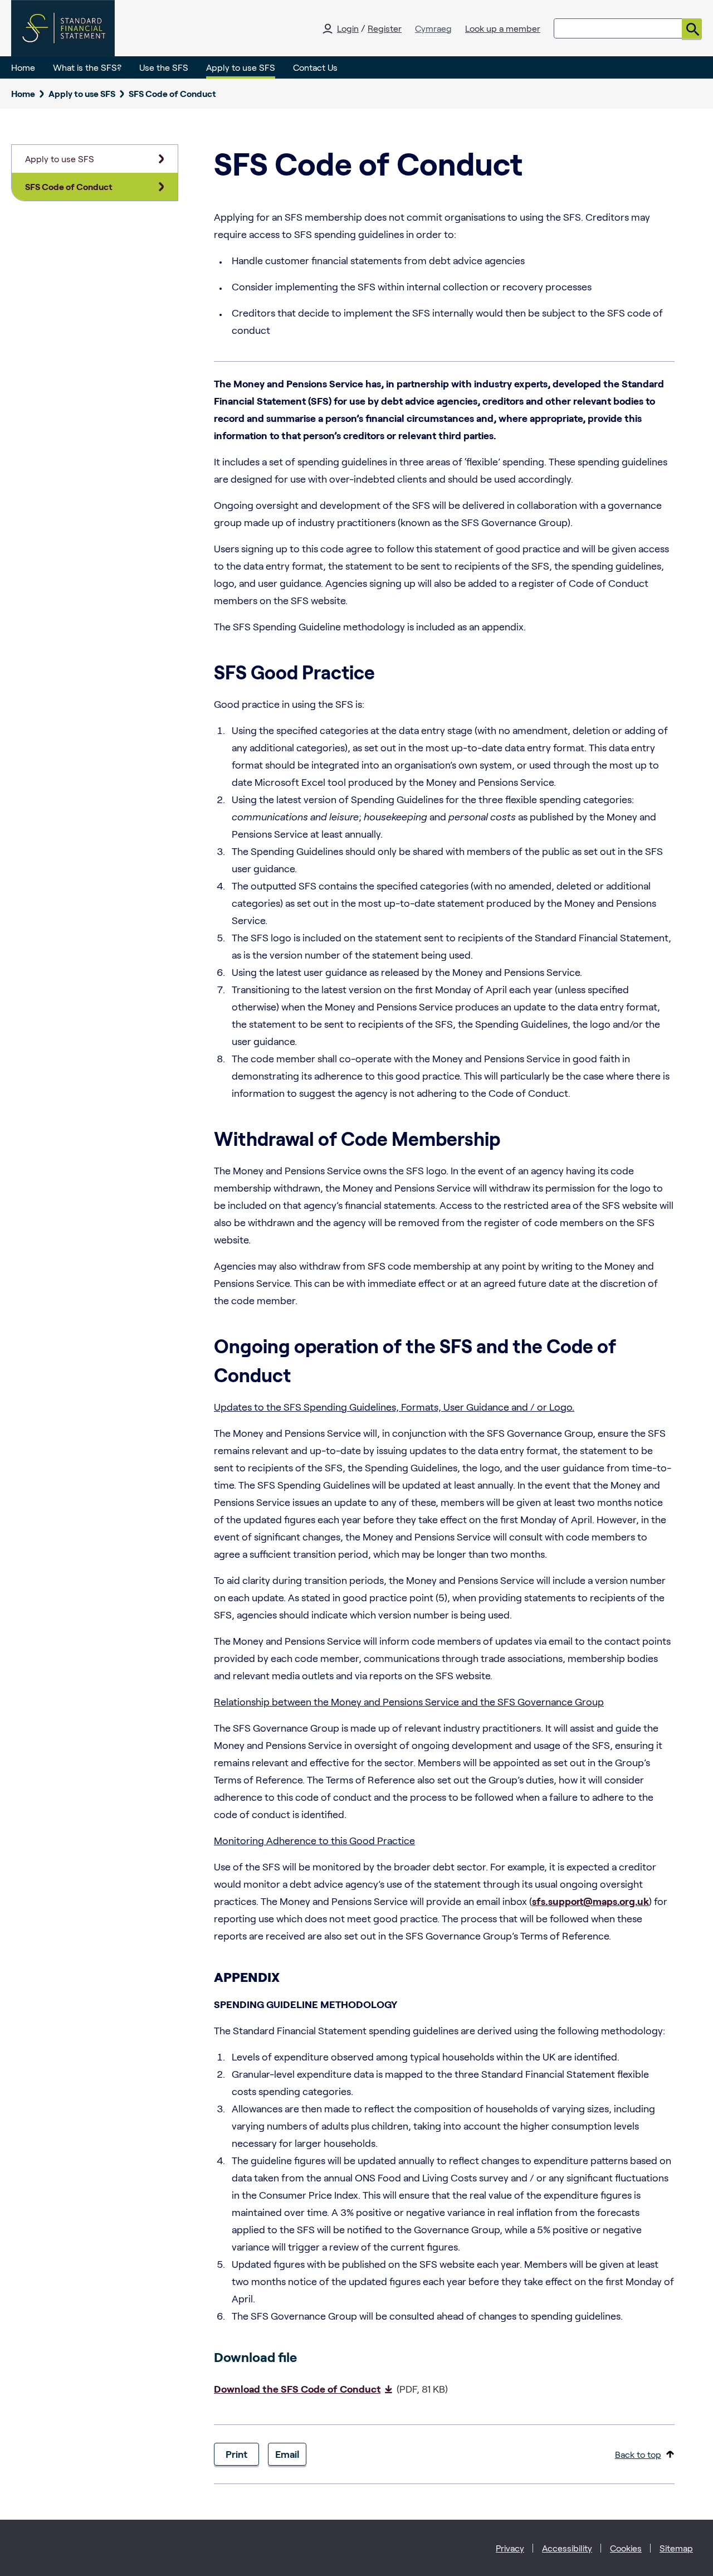 STANDARD
FINANCIAL
STATEMENT
Login / Register
Cymraeg
Look up a member
Home
What is the SFS?
Use the SFS
Apply to use SFS
Contact Us
Home
Apply to use SFS
SFS Code of Conduct
Apply to use SFS
SFS Code of Conduct
SFS Code of Conduct
Applying for an SFS membership does not commit organisations to using the SFS. Creditors may
require access to SFS spending guidelines in order to:
• Handle customer financial statements from debt advice agencies
• Consider implementing the SFS within internal collection or recovery processes
• Creditors that decide to implement the SFS internally would then be subject to the SFS code of
conduct
The Money and Pensions Service has, in partnership with industry experts, developed the Standard
Financial Statement (SFS) for use by debt advice agencies, creditors and other relevant bodies to
record and summarise a person's financial circumstances and, where appropriate, provide this
information to that person's creditors or relevant third parties.
It includes a set of spending guidelines in three areas of 'flexible' spending. These spending guidelines
are designed for use with over-indebted clients and should be used accordingly.
Ongoing oversight and development of the SFS will be delivered in collaboration with a governance
group made up of industry practitioners (known as the SFS Governance Group).
Users signing up to this code agree to follow this statement of good practice and will be given access
to the data entry format, the statement to be sent to recipients of the SFS, the spending guidelines,
logo, and user guidance. Agencies signing up will also be added to a register of Code of Conduct
members on the SFS website.
The SFS Spending Guideline methodology is included as an appendix.
SFS Good Practice
Good practice in using the SFS is:
1. Using the specified categories at the data entry stage (with no amendment, deletion or adding of
any additional categories), as set out in the most up-to-date data entry format. This data entry
format should be integrated into an organisation's own system, or used through the most up to
date Microsoft Excel tool produced by the Money and Pensions Service.
2. Using the latest version of Spending Guidelines for the three flexible spending categories:
communications and leisure; housekeeping and personal costs as published by the Money and
Pensions Service at least annually.
3. The Spending Guidelines should only be shared with members of the public as set out in the SFS
user guidance.
4. The outputted SFS contains the specified categories (with no amended, deleted or additional
categories) as set out in the most up-to-date statement produced by the Money and Pensions
Service.
5. The SFS logo is included on the statement sent to recipients of the Standard Financial Statement,
as is the version number of the statement being used.
6. Using the latest user guidance as released by the Money and Pensions Service.
7. Transitioning to the latest version on the first Monday of April each year (unless specified
otherwise) when the Money and Pensions Service produces an update to the data entry format,
the statement to be sent to recipients of the SFS, the Spending Guidelines, the logo and/or the
user guidance.
8. The code member shall co-operate with the Money and Pensions Service in good faith in
demonstrating its adherence to this good practice. This will particularly be the case where there is
information to suggest the agency is not adhering to the Code of Conduct.
Withdrawal of Code Membership
The Money and Pensions Service owns the SFS logo. In the event of an agency having its code
membership withdrawn, the Money and Pensions Service will withdraw its permission for the logo to
be included on that agency's financial statements. Access to the restricted area of the SFS website will
also be withdrawn and the agency will be removed from the register of code members on the SFS
website.
Agencies may also withdraw from SFS code membership at any point by writing to the Money and
Pensions Service. This can be with immediate effect or at an agreed future date at the discretion of
the code member.
Ongoing operation of the SFS and the Code of
Conduct
Updates to the SFS Spending Guidelines, Formats, User Guidance and / or Logo.
The Money and Pensions Service will, in conjunction with the SFS Governance Group, ensure the SFS
remains relevant and up-to-date by issuing updates to the data entry format, the statement to be
sent to recipients of the SFS, the Spending Guidelines, the logo, and the user guidance from time-to-
time. The SFS Spending Guidelines will be updated at least annually. In the event that the Money and
Pensions Service issues an update to any of these, members will be given at least two months notice
of the updated figures each year before they take effect on the first Monday of April. However, in the
event of significant changes, the Money and Pensions Service will consult with code members to
agree a sufficient transition period, which may be longer than two months.
To aid clarity during transition periods, the Money and Pensions Service will include a version number
on each update. As stated in good practice point (5), when providing statements to recipients of the
SFS, agencies should indicate which version number is being used.
The Money and Pensions Service will inform code members of updates via email to the contact points
provided by each code member, communications through trade associations, membership bodies
and relevant media outlets and via reports on the SFS website.
Relationship between the Money and Pensions Service and the SFS Governance Group
The SFS Governance Group is made up of relevant industry practitioners. It will assist and guide the
Money and Pensions Service in oversight of ongoing development and usage of the SFS, ensuring it
remains relevant and effective for the sector. Members will be appointed as set out in the Group's
Terms of Reference. The Terms of Reference also set out the Group's duties, how it will consider
adherence to this code of conduct and the process to be followed when a failure to adhere to the
code of conduct is identified.
Monitoring Adherence to this Good Practice
Use of the SFS will be monitored by the broader debt sector. For example, it is expected a creditor
would monitor a debt advice agency's use of the statement through its usual ongoing oversight
practices. The Money and Pensions Service will provide an email inbox (sfs.support@maps.org.uk) for
reporting use which does not meet good practice. The process that will be followed when these
reports are received are also set out in the SFS Governance Group's Terms of Reference.
APPENDIX
SPENDING GUIDELINE METHODOLOGY
The Standard Financial Statement spending guidelines are derived using the following methodology:
1. Levels of expenditure observed among typical households within the UK are identified.
2. Granular-level expenditure data is mapped to the three Standard Financial Statement flexible
costs spending categories.
3. Allowances are then made to reflect the composition of households of varying sizes, including
varying numbers of adults plus children, taking into account the higher consumption levels
necessary for larger households.
4. The guideline figures will be updated annually to reflect changes to expenditure patterns based on
data taken from the annual ONS Food and Living Costs survey and / or any significant fluctuations
in the Consumer Price Index. This will ensure that the real value of the expenditure figures is
maintained over time. A 3% positive or negative variance in real inflation from the forecasts
applied to the SFS will be notified to the Governance Group, while a 5% positive or negative
variance will trigger a review of the current figures.
5. Updated figures with be published on the SFS website each year. Members will be given at least
two months notice of the updated figures each year before they take effect on the first Monday of
April.
6. The SFS Governance Group will be consulted ahead of changes to spending guidelines.
Download file
Download the SFS Code of Conduct (PDF, 81 KB)
Print
Email
Back to top
Privacy
Accessibility
Cookies
Sitemap